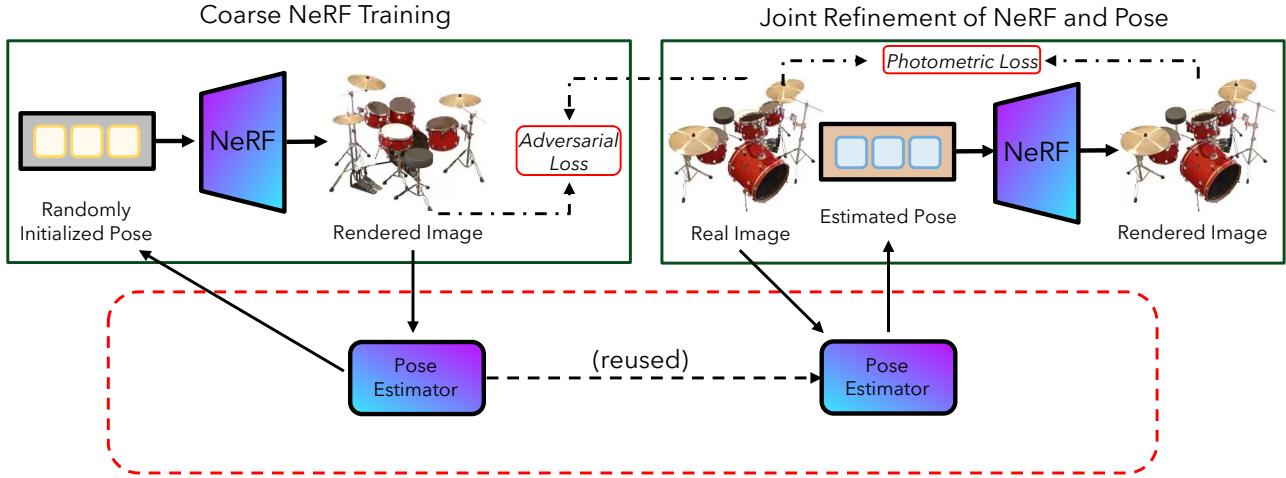 Coarse NeRF Training
NeRF
Adversarial
Loss
Randomly
Initialized Pose
Rendered Image
Joint Refinement of NeRF and Pose
Photometric Loss
NeRF
Real Image
Estimated Pose
Rendered Image
Pose
Estimator
(reused)
Pose
Estimator